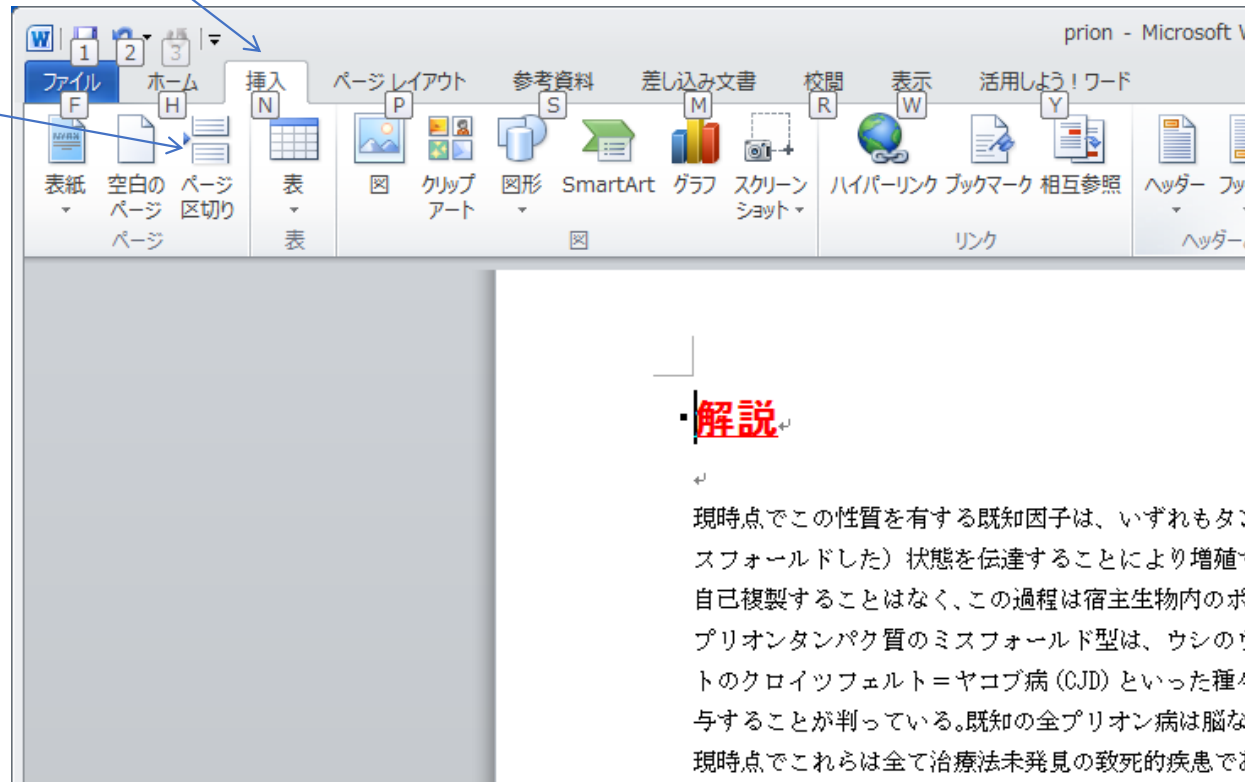 W 1 2 3 prion - Microsoft
ファイル ホーム 挿入 ページ レイアウト 参考資料 差し込み文書 校閲 表示 活用しよう！ワード
F H N P S M R W Y
表紙 空白の ページ 区切り 表 図 クリップ アート 図形 SmartArt グラフ スクリーン ショット ハイパーリンク ブックマーク 相互参照 ヘッダー
ページ
ページ 表 図 リンク
解説
現時点でこの性質を有する既知因子は、いずれもタ
スフォールドした）状態を伝達することにより増殖
自己複製することはなく、この過程は宿主生物内のポ
プリオンタンパク質のミスフォールド型は、ウシの
トのクロイツフェルト＝ヤコブ病(CJD)といった種
与することが判っている。既知の全プリオン病は脳な
現時点でこれらは全て治療法未発見の致死的疾患で